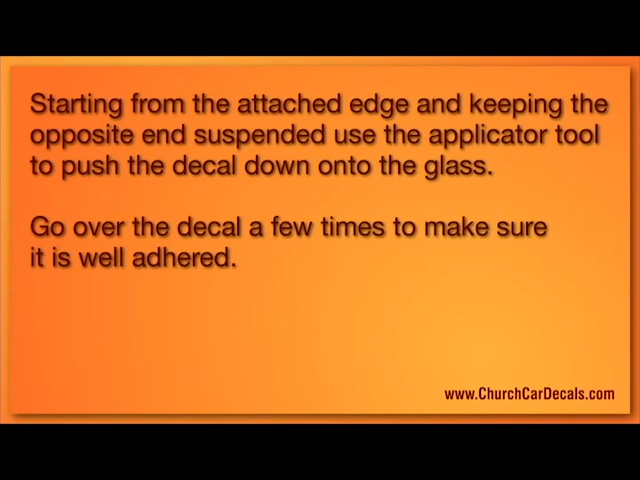 Starting from the attached edge and keeping the
opposite end suspended use the applicator tool
to push the decal down onto the glass.
Go over the decal a few times to make sure
it is well adhered.
www.ChurchCarDecals.com